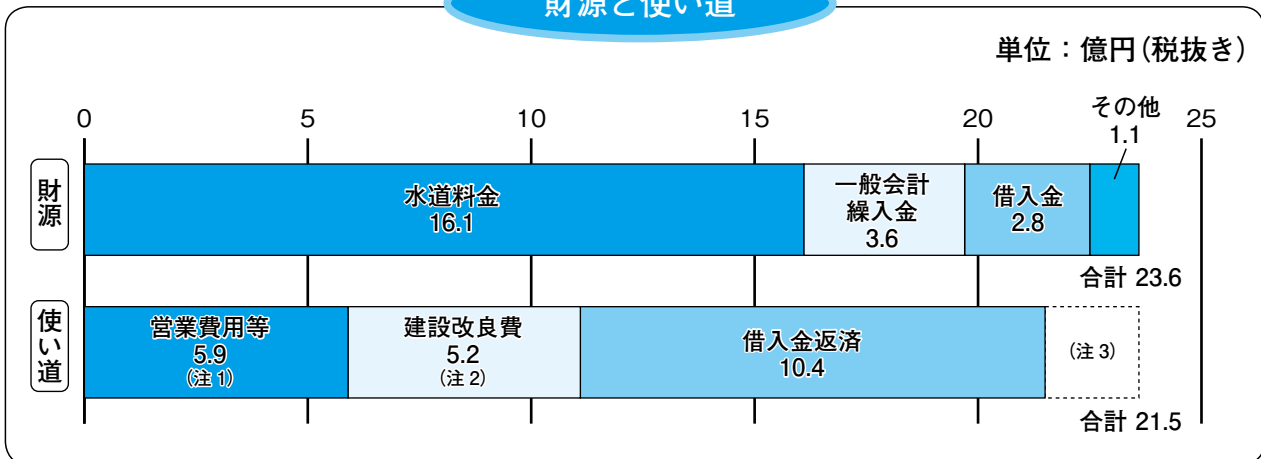 財源と使い道
単位：億円（税抜き）
0 5 10 15 20 25
その他
1.1
財源
水道料金
16.1
一般会計
繰入金
3.6
借入金
2.8
合計 23.6
使い道
営業費用等
5.9
（注 1）
建設改良費
5.2
（注 2）
借入金返済
10.4
（注 3）
合計 21.5